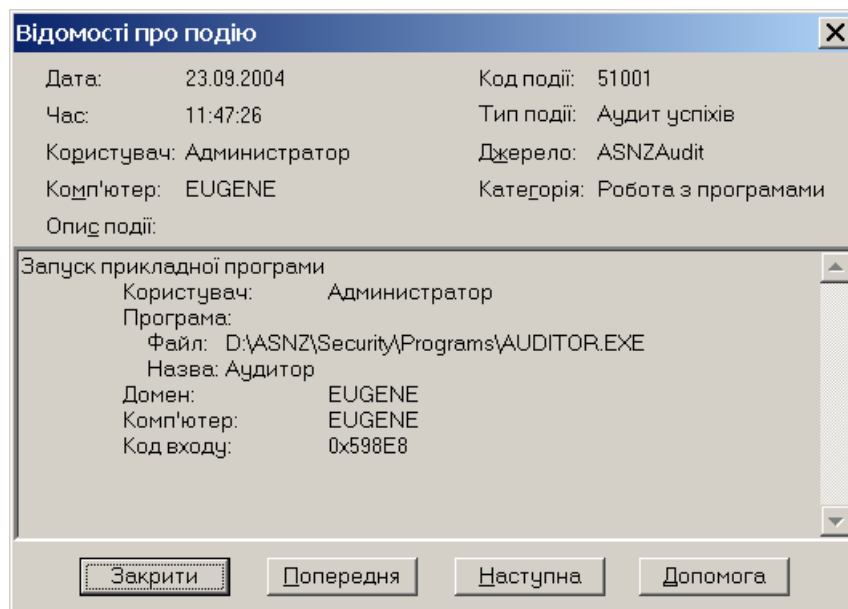 Відомості про подію
Дата: 23.09.2004 Код події: 51001
Час: 11:47:26 Тип події: Аудит успіхів
Користувач: Администратор Джерело: ASNZAudit
Комп'ютер: EUGENE Категорія: Робота з програмами
Опис події:
Запуск прикладної програми
Користувач: Администратор
Програма:
Файл: D:\ASNZ\Security\Programs\AUDITOR.EXE
Назва: Аудитор
Домен: EUGENE
Комп'ютер: EUGENE
Код входу: 0x598E8
Закрити Попередня Наступна Допомога